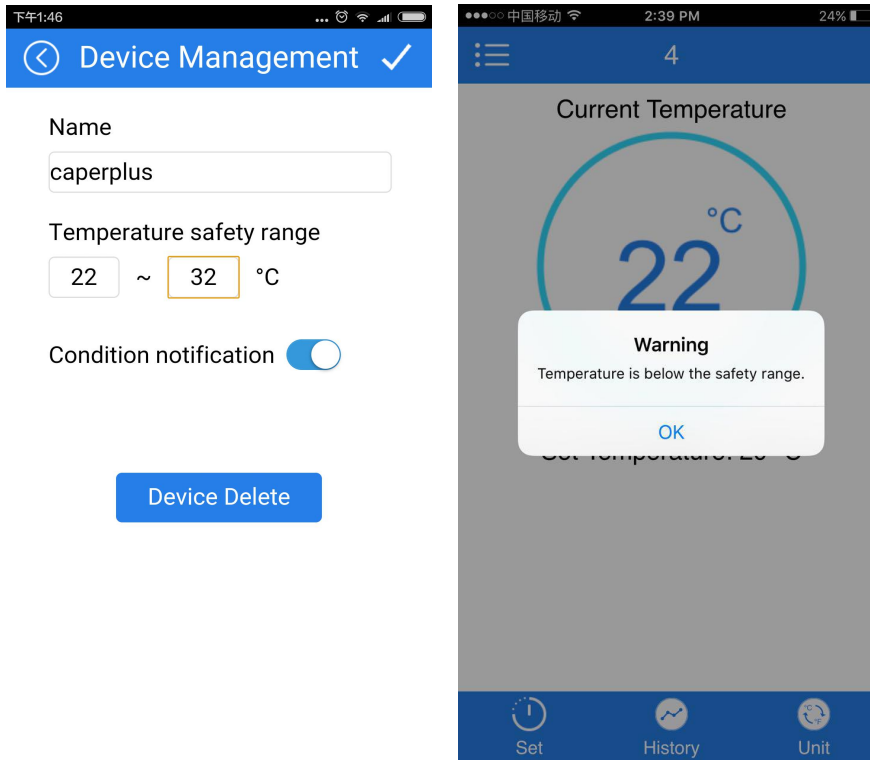 下午1:46
Device Management
Name
caperplus
Temperature safety range
22 ~ 32 °C
Condition notification
Device Delete
中国移动 2:39 PM 24%
4
Current Temperature
°C
22
Warning
Temperature is below the safety range.
OK
Set History Unit